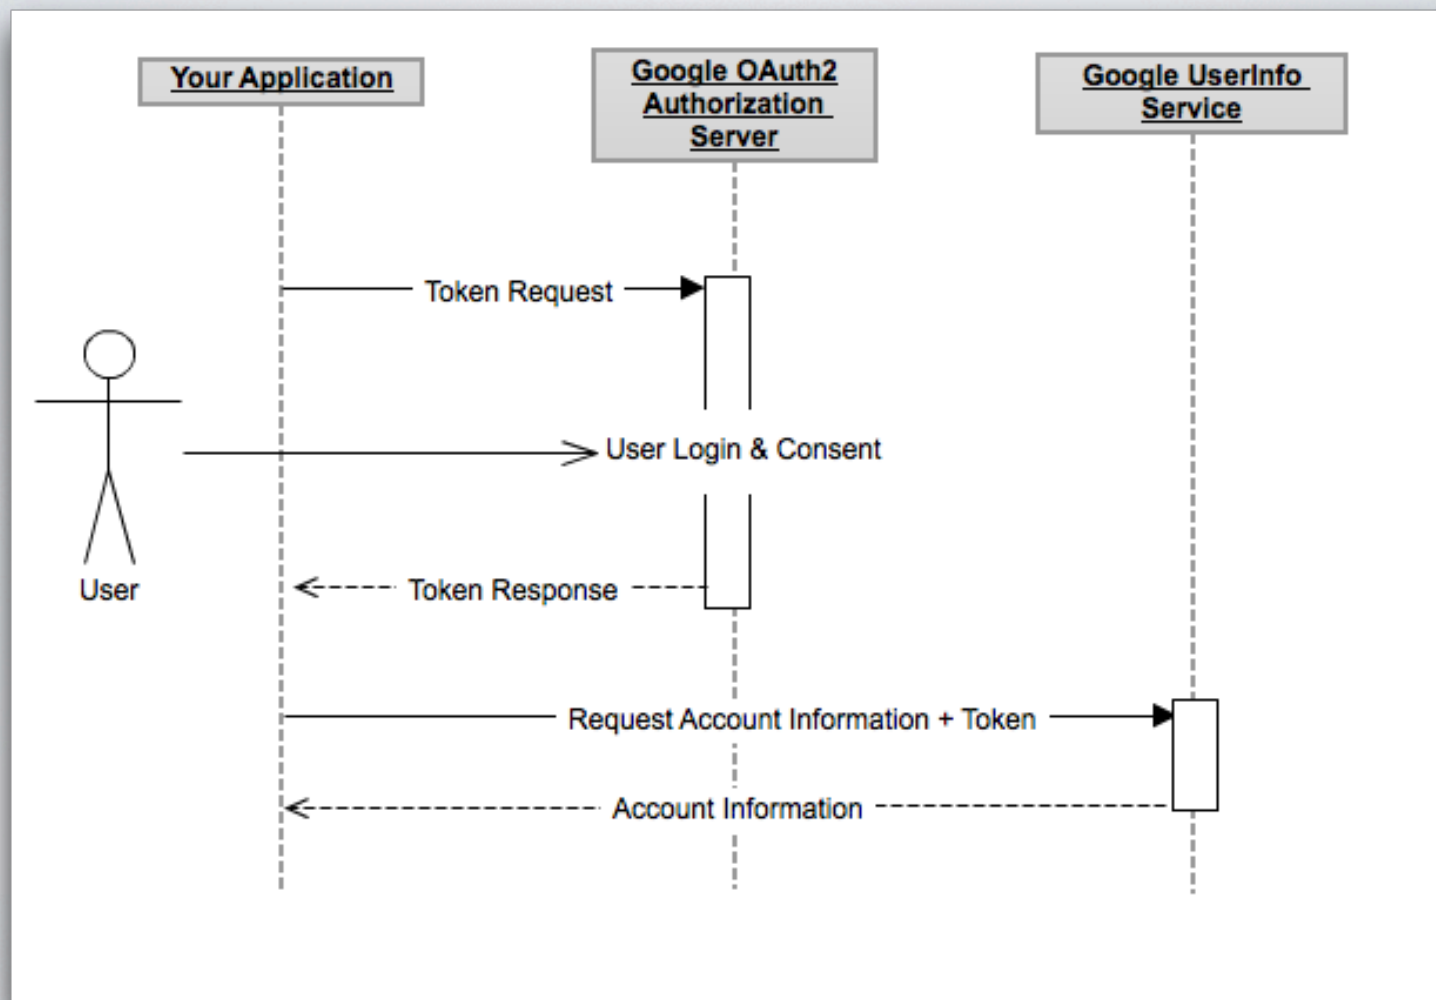 Your Application
Google OAuth2
Authorization
Server
Google UserInfo
Service
Token Request
User Login & Consent
User
Token Response
Request Account Information + Token
Account Information